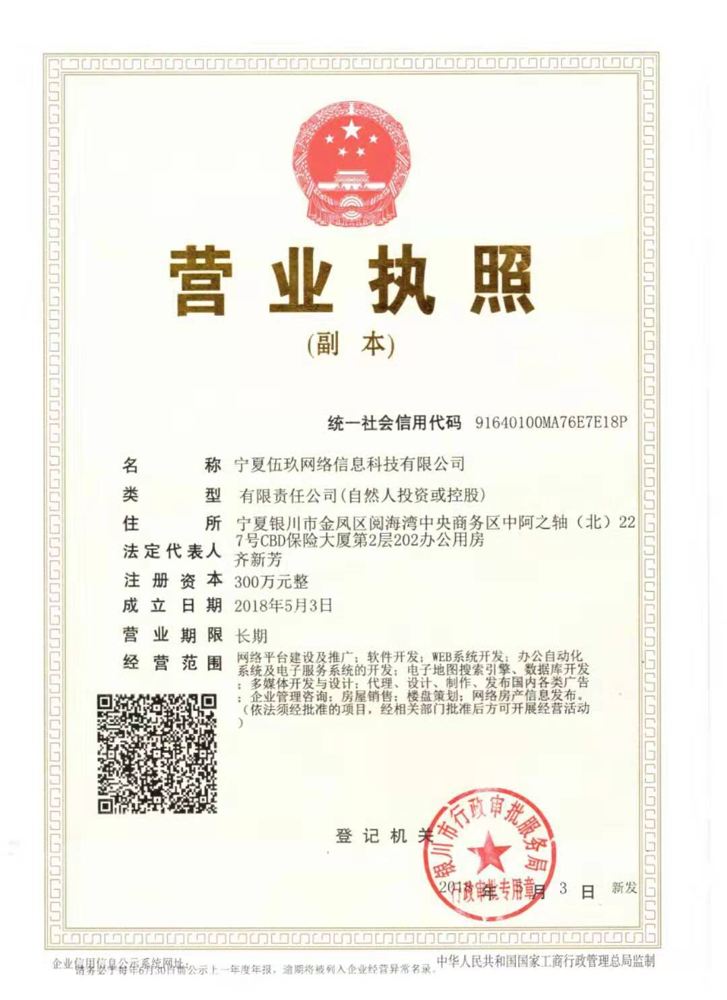 营业执照
(副 本)
统一社会信用代码 91640100MA76E7E18P
名 称 宁夏伍玖网络信息科技有限公司
类 型 有限责任公司(自然人投资或控股)
住 所 宁夏银川市金凤区阅海湾中央商务区中阿之轴（北）22
7号CBD保险大厦第2层202办公用房
法定代表人 齐新芳
注册资本 300万元整
成立日期 2018年5月3日
营业期限 长期
经营范围 网络平台建设及推广；软件开发；WEB系统开发；办公自动化
系统及电子服务系统的开发；电子地图搜索引擎、数据库开发
；多媒体开发与设计；代理、设计、制作、发布国内各类广告
；企业管理咨询；房屋销售；楼盘策划；网络房产信息发布。
（依法须经批准的项目，经相关部门批准后方可开展经营活动
）
登记机关
银川市行政审批服务局
行政审批专用章
2018 年 5 月 3 日 新发
企业信用信息公示系统网址：
请务必于每年6月30日前公示上一年度年报，逾期将被列入企业经营异常名录。
中华人民共和国国家工商行政管理总局监制